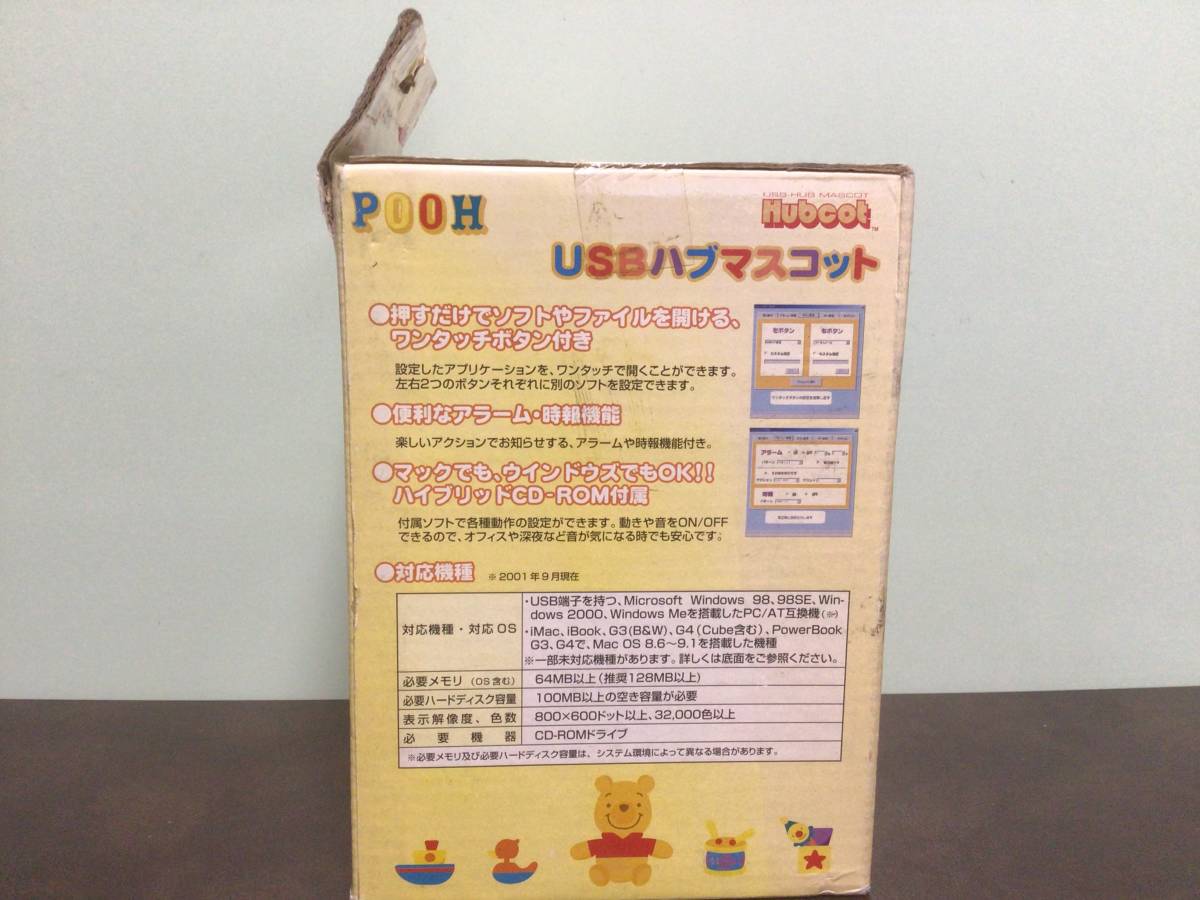 POOH
USB-HUB MASCOT
Hubcot™
USBハブマスコット
●押すだけでソフトやファイルを開ける、
ワンタッチボタン付き
設定したアプリケーションを、ワンタッチで開くことができます。
左右2つのボタンそれぞれに別のソフトを設定できます。
●便利なアラーム・時報機能
楽しいアクションでお知らせする、アラームや時報機能付き。
●マックでも、ウインドウズでもOK!!
ハイブリッドCD-ROM付属
付属ソフトで各種動作の設定ができます。動きや音をON/OFF
できるので、オフィスや深夜など音が気になる時でも安心です。
●対応機種 ※2001年9月現在
対応機種・対応OS
・USB端子を持つ、Microsoft Windows 98、98SE、Win-
dows 2000、Windows Meを搭載したPC/AT互換機(※)
・iMac、iBook、G3(B&W)、G4(Cube含む)、PowerBook
G3、G4で、Mac OS 8.6〜9.1を搭載した機種
※一部未対応機種があります。詳しくは底面をご参照ください。
必要メモリ(OS含む) 64MB以上(推奨128MB以上)
必要ハードディスク容量 100MB以上の空き容量が必要
表示解像度、色数 800×600ドット以上、32,000色以上
必要機器 CD-ROMドライブ
※必要メモリ及び必要ハードディスク容量は、システム環境によって異なる場合があります。
左ボタン 右ボタン
アラーム
時報